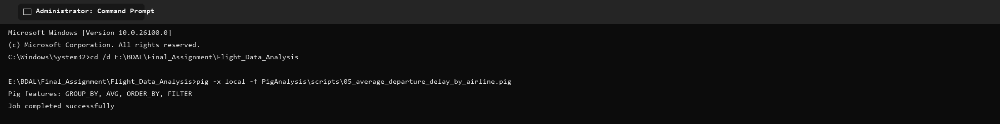 Administrator: Command Prompt
Microsoft Windows [Version 10.0.26100.0]
(c) Microsoft Corporation. All rights reserved.
C:\Windows\System32>cd /d E:\BDAL\Final_Assignment\Flight_Data_Analysis
E:\BDAL\Final_Assignment\Flight_Data_Analysis>pig -x local -f PigAnalysis\scripts\05_average_departure_delay_by_airline.pig
Pig features: GROUP_BY, AVG, ORDER_BY, FILTER
Job completed successfully